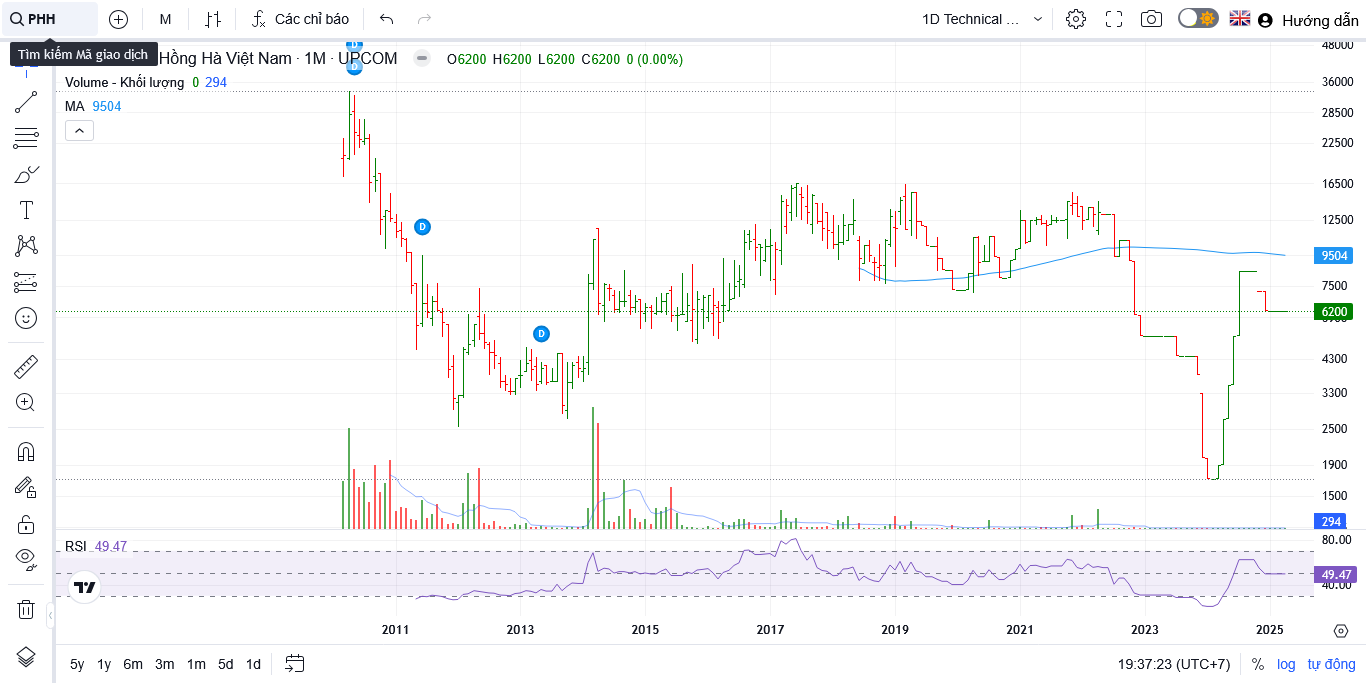 PHH
M
Các chỉ báo
1D Technical ...
Hướng dẫn
Tìm kiếm Mã giao dịch
Hồng Hà Việt Nam · 1M · UPCOM
O6200 H6200 L6200 C6200 0 (0.00%)
Volume - Khối lượng 0 294
MA 9504
D
D
D
D
48000
36000
28500
22500
16500
12500
9504
7500
6200
4300
3300
2500
1900
1500
294
RSI 49.47
80.00
49.47
40.00
2011 2013 2015 2017 2019 2021 2023 2025
5y 1y 6m 3m 1m 5d 1d
19:37:23 (UTC+7) % log tự động